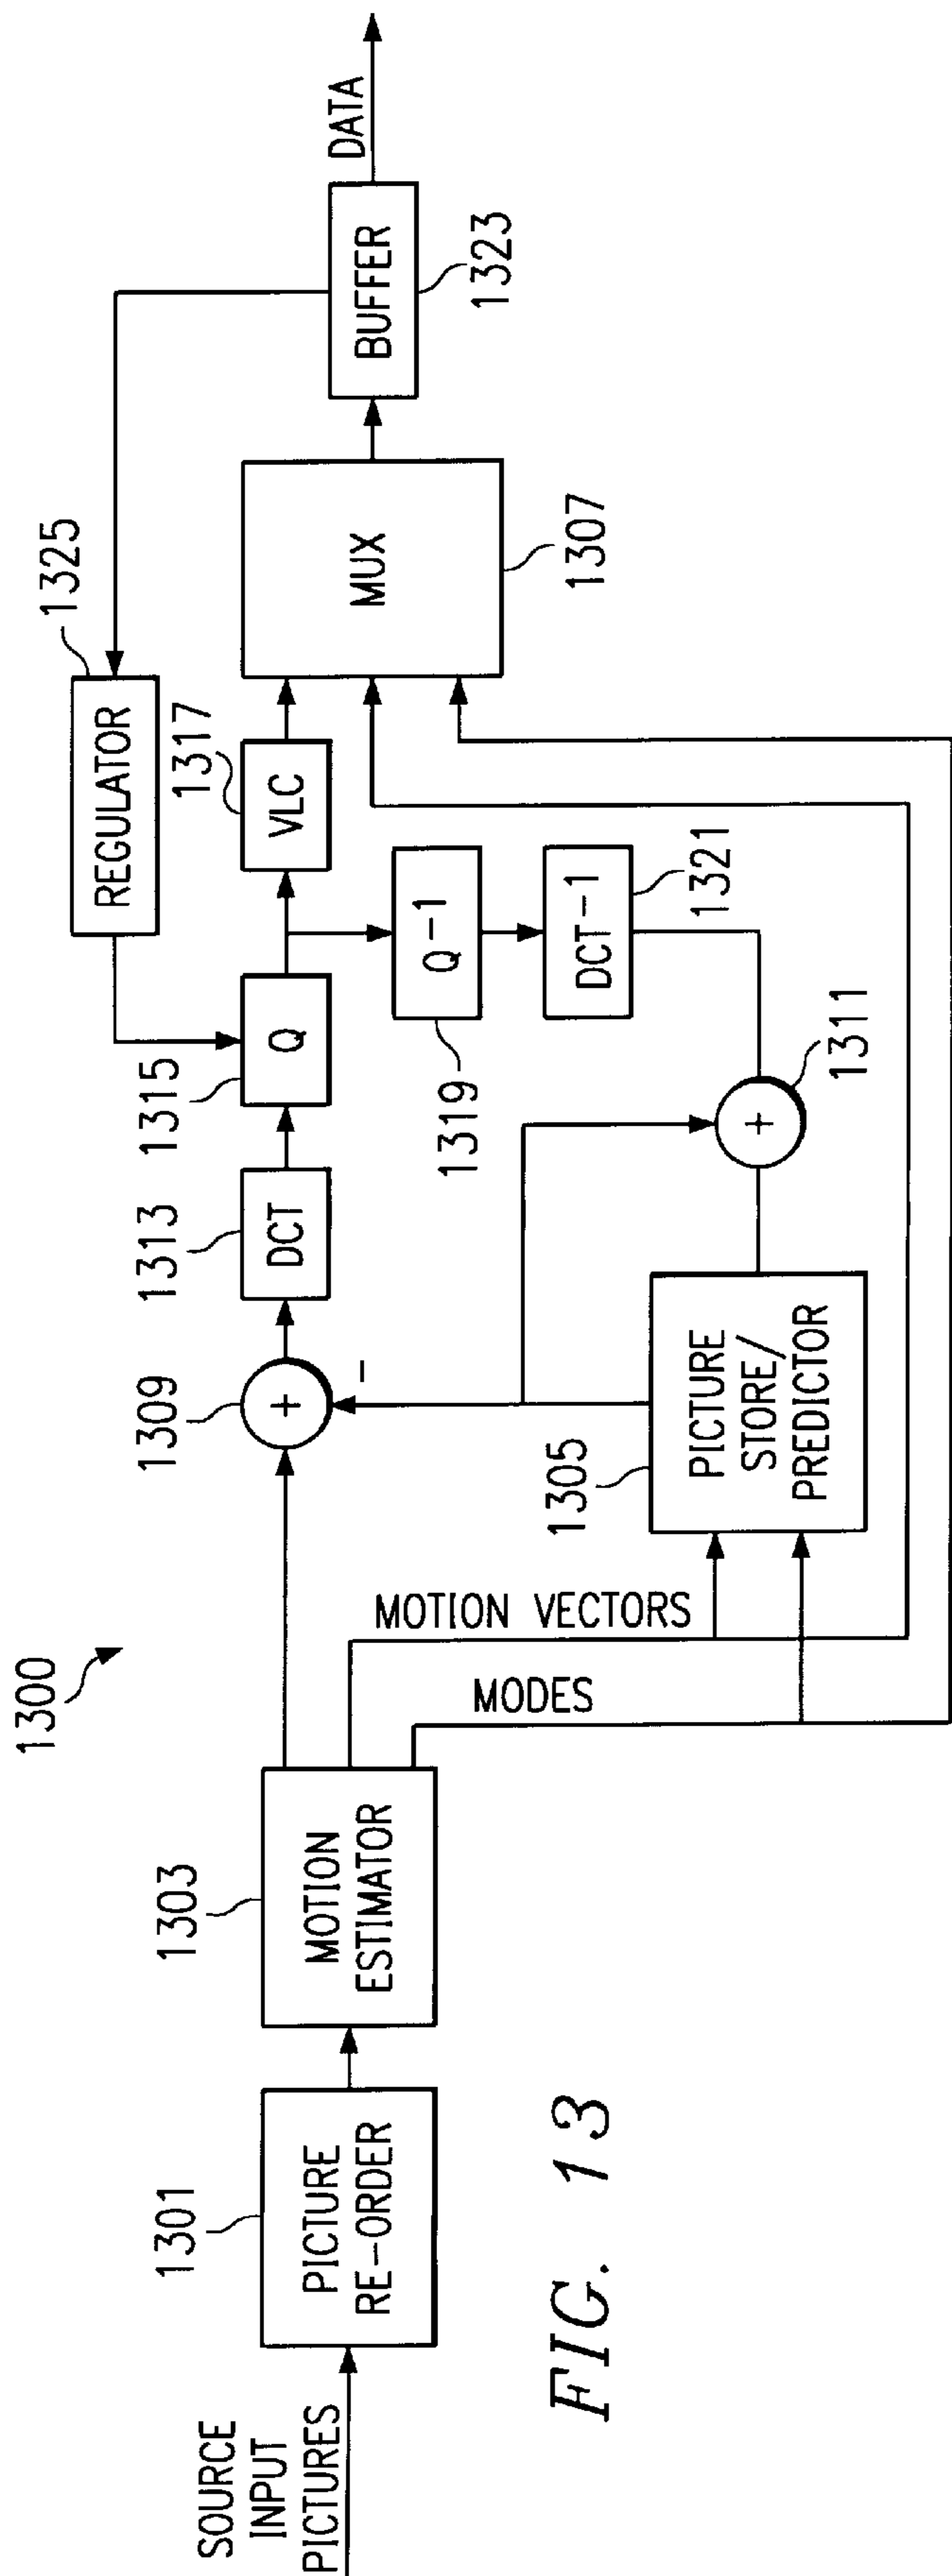 1300
SOURCE
INPUT
PICTURES
1301
PICTURE
RE-ORDER
1303
MOTION
ESTIMATOR
MOTION VECTORS
MODES
1309
+
−
1305
PICTURE
STORE/
PREDICTOR
1313
DCT
1315
Q
1325
REGULATOR
1317
VLC
Q-1
1319
DCT-1
1321
+
1311
MUX
1307
BUFFER
1323
DATA
FIG. 13